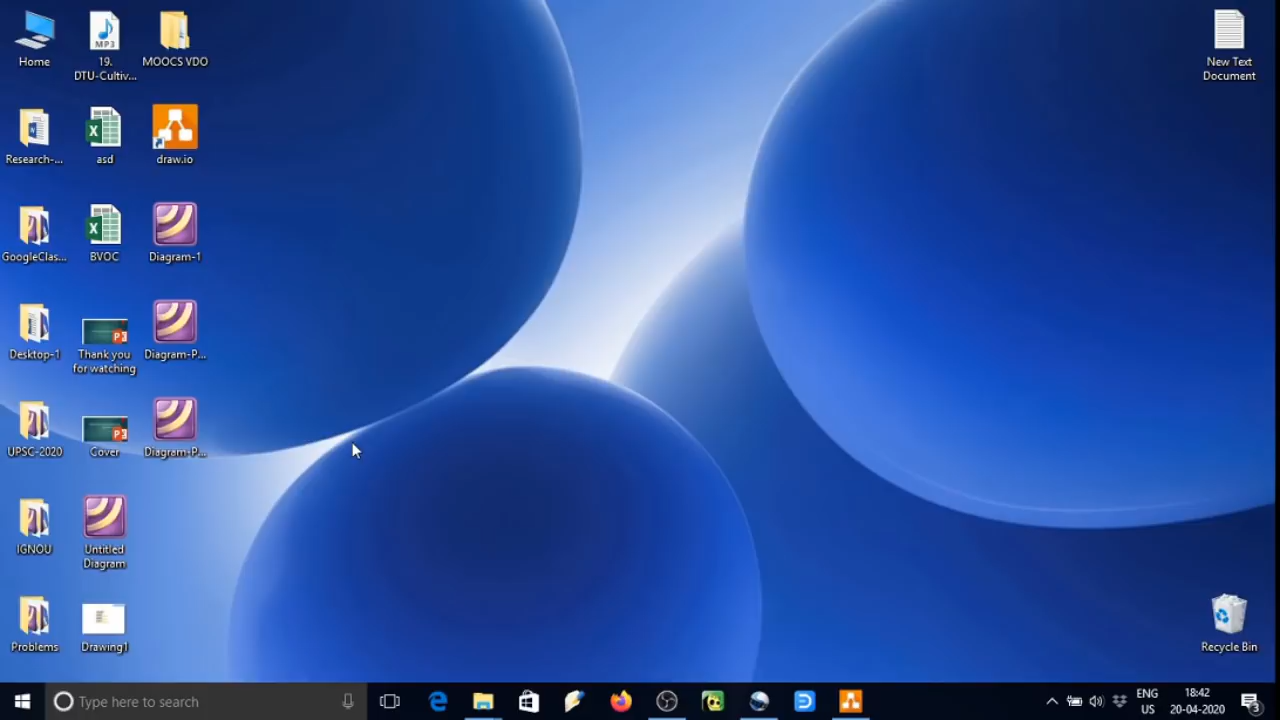 Home
19.
DTU-Cultiv...
MOOCS VDO
New Text
Document
Research-...
asd
draw.io
GoogleClas...
BVOC
Diagram-1
Desktop-1
Thank you
for watching
Diagram-P...
UPSC-2020
Cover
Diagram-P...
IGNOU
Untitled
Diagram
Problems
Drawing1
Recycle Bin
Type here to search
ENG
US
18:42
20-04-2020
3
MP3